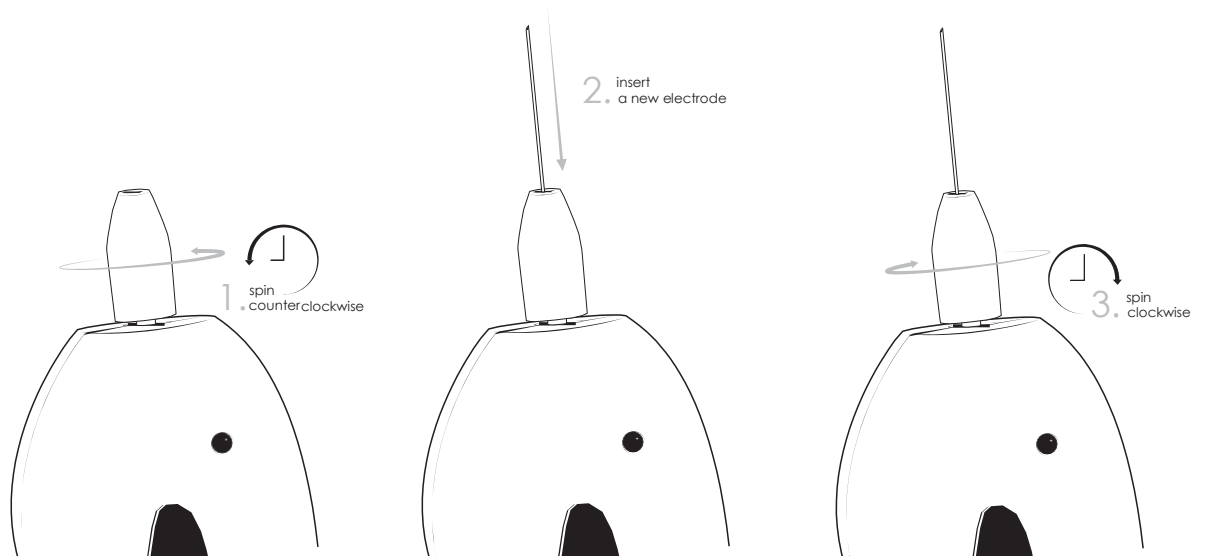 1. spin
counterclockwise
2. insert
a new electrode
3. spin
clockwise